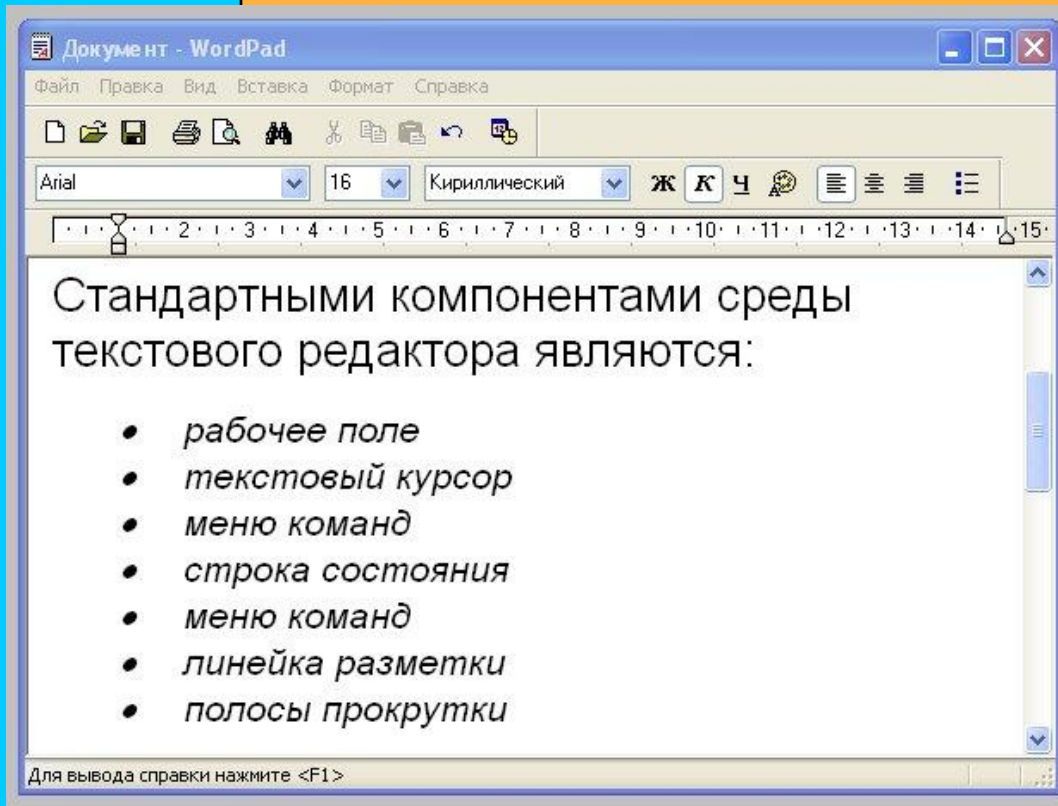 Документ - WordPad
Файл Правка Вид Вставка Формат Справка
Arial 16 Кириллический Ж К Ч
2 3 4 5 6 7 8 9 10 11 12 13 14 15
Стандартными компонентами среды
текстового редактора являются:
• рабочее поле
• текстовый курсор
• меню команд
• строка состояния
• меню команд
• линейка разметки
• полосы прокрутки
Для вывода справки нажмите <F1>